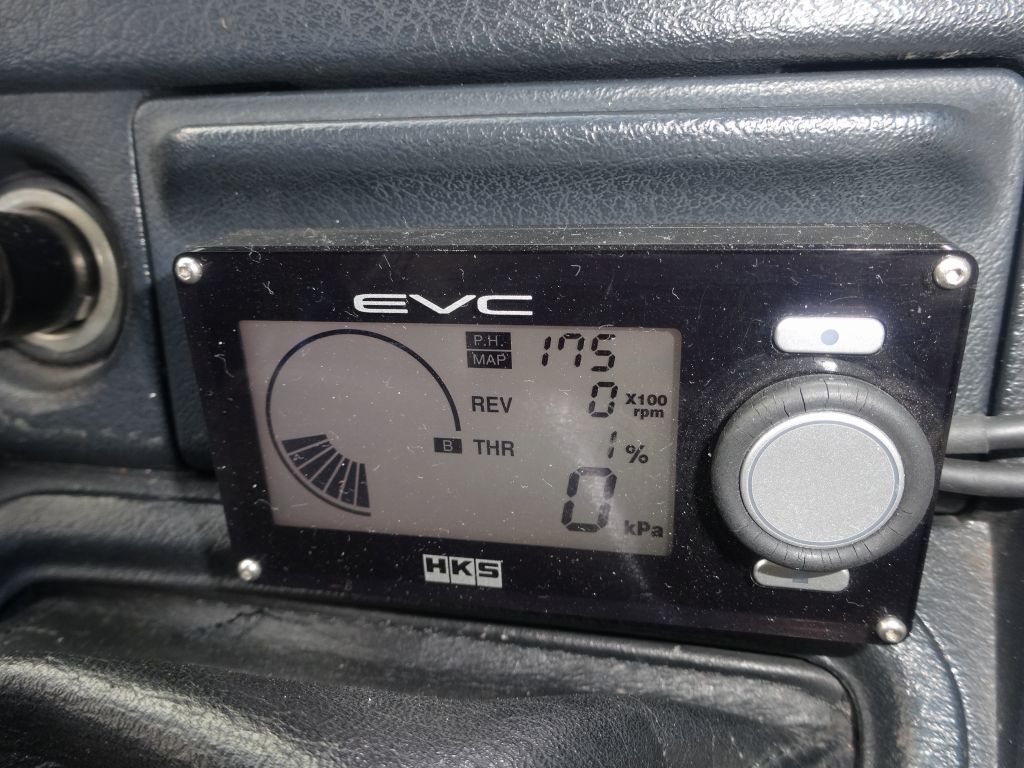 EVC
P.H. 175
MAP
REV 0 X100 rpm
B THR 1 %
0 kPa
HKS